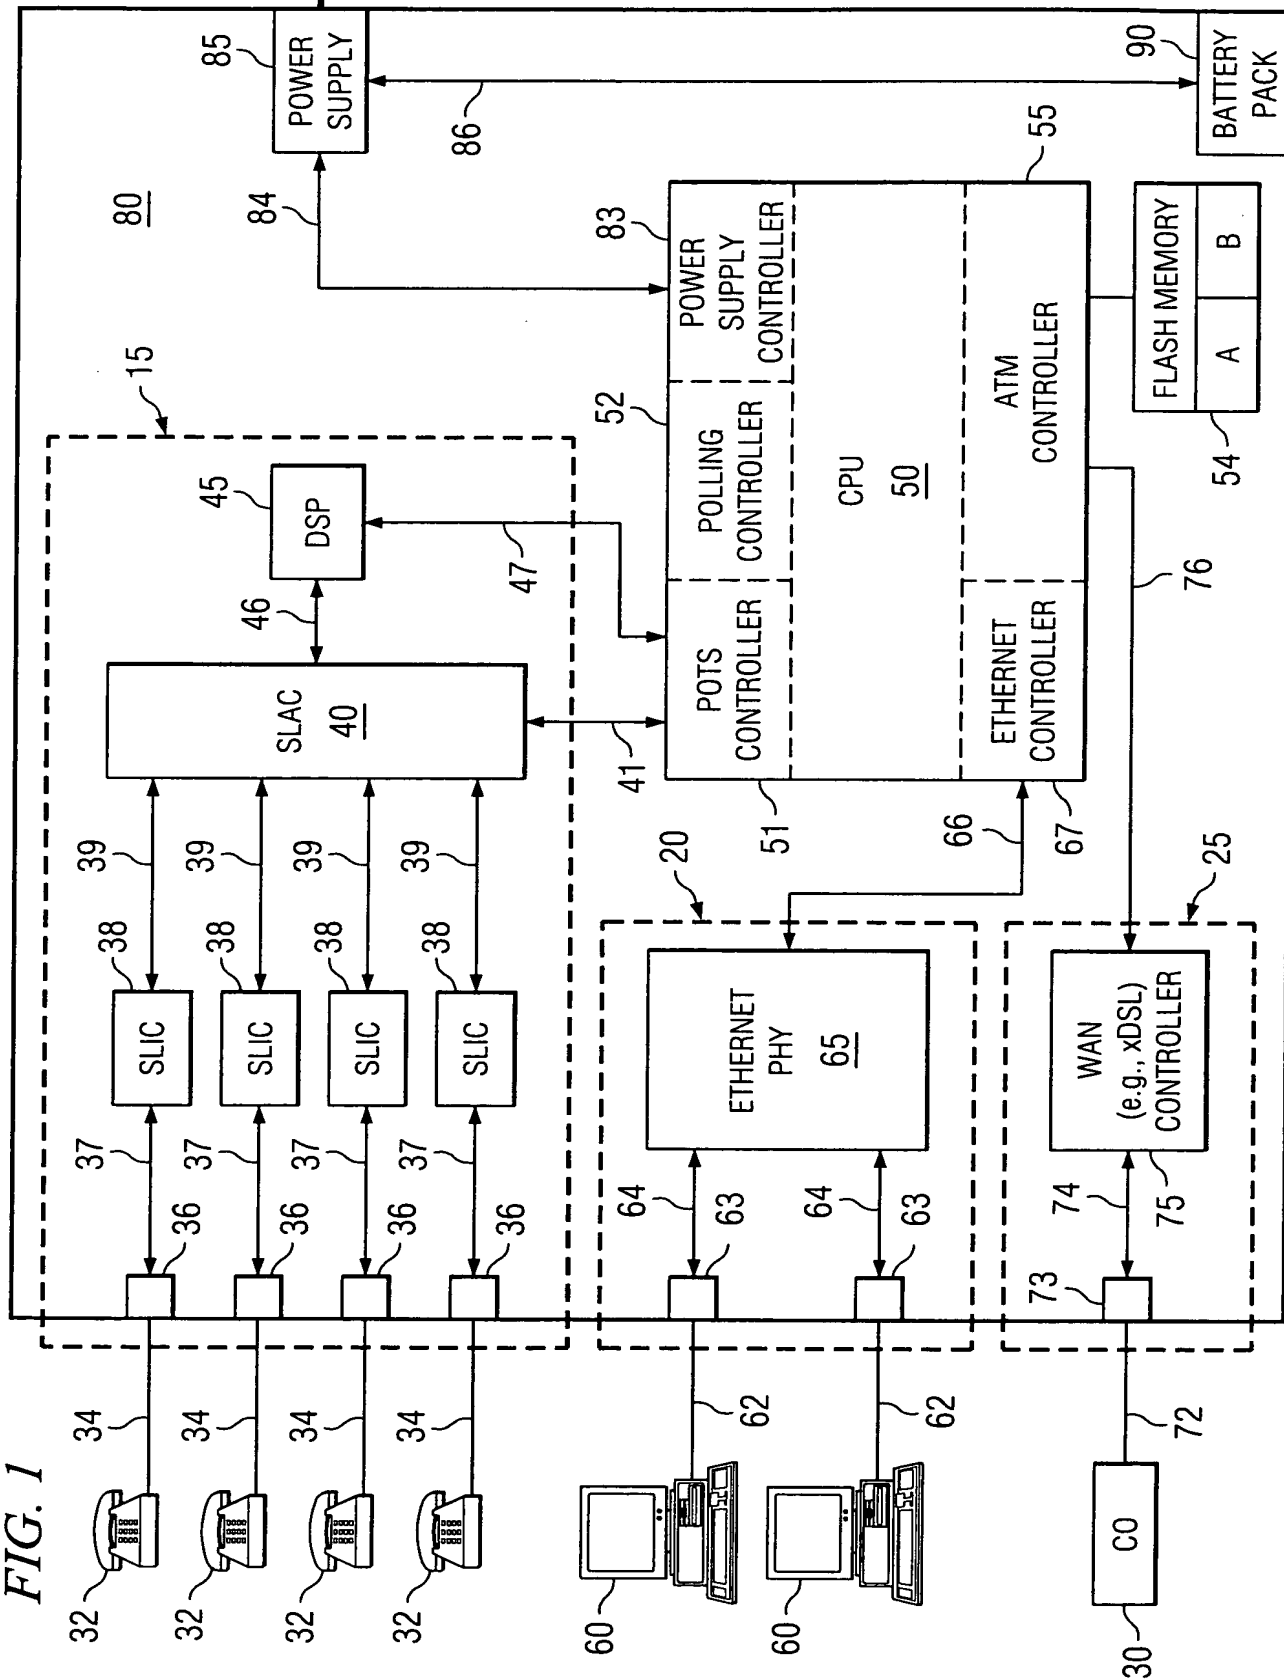 FIG. 1
32
34
36
37
38
39
32
34
36
37
38
39
32
34
36
37
38
39
32
34
36
37
38
39
SLIC
SLIC
SLIC
SLIC
SLAC
40
46
45
DSP
15
47
41
80
84
85
POWER
SUPPLY
86
60
62
63
64
60
62
63
64
ETHERNET
PHY
65
20
66
51
POTS
CONTROLLER
52
POLLING
CONTROLLER
83
POWER
SUPPLY
CONTROLLER
CPU
50
67
ETHERNET
CONTROLLER
ATM
CONTROLLER
55
30
CO
72
73
74
75
WAN
(e.g., xDSL)
CONTROLLER
25
76
54
FLASH MEMORY
A
B
90
BATTERY
PACK